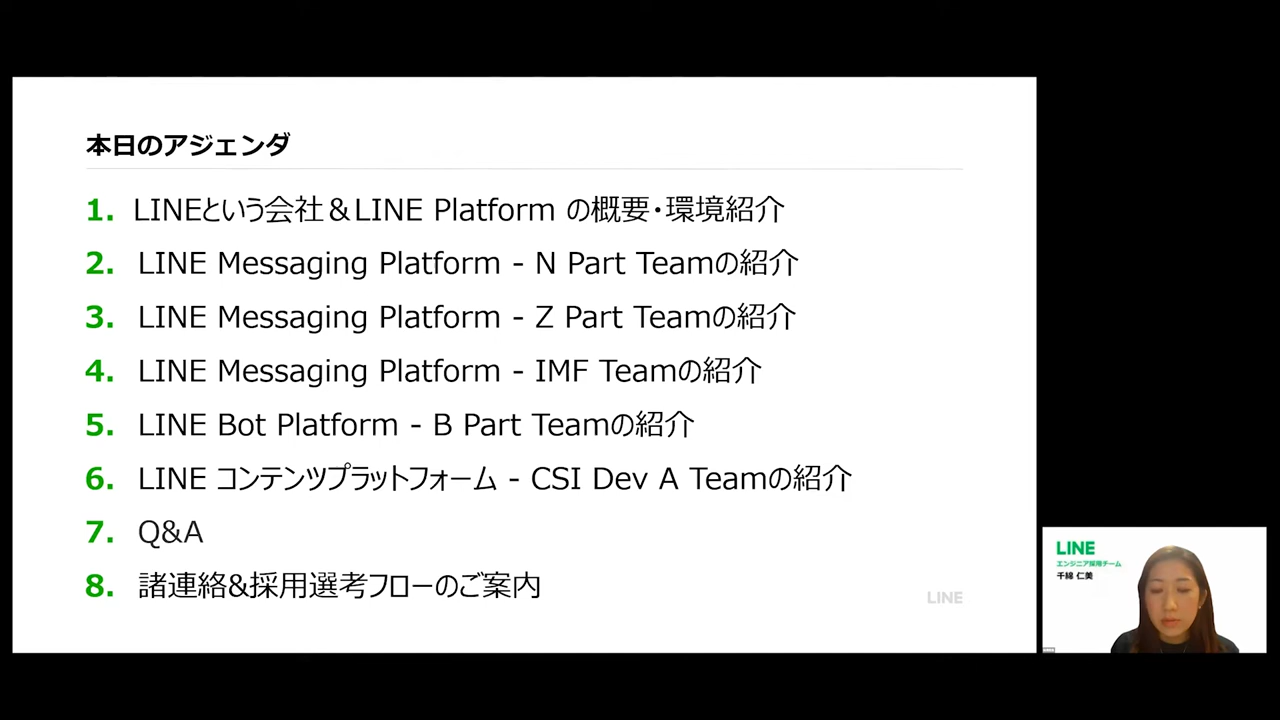 本日のアジェンダ
1. LINEという会社＆LINE Platform の概要・環境紹介
2. LINE Messaging Platform - N Part Teamの紹介
3. LINE Messaging Platform - Z Part Teamの紹介
4. LINE Messaging Platform - IMF Teamの紹介
5. LINE Bot Platform - B Part Teamの紹介
6. LINE コンテンツプラットフォーム - CSI Dev A Teamの紹介
7. Q&A
8. 諸連絡&採用選考フローのご案内
LINE
LINE
エンジニア採用チーム
千綿 仁美